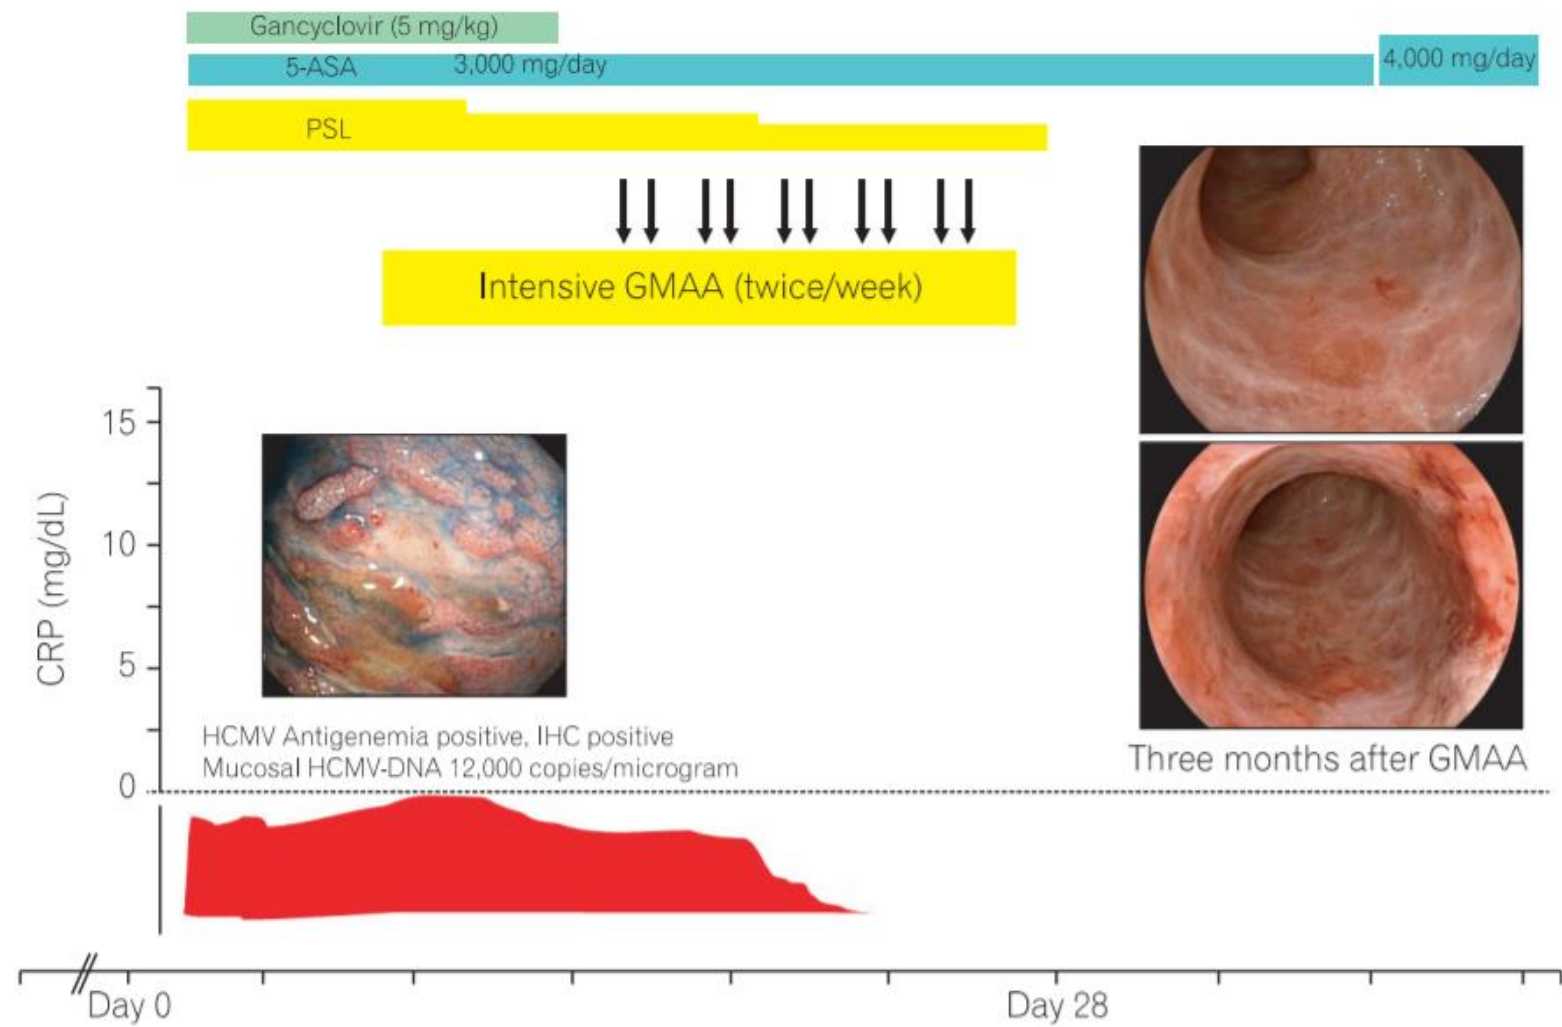 Gancyclovir (5 mg/kg)
5-ASA 3,000 mg/day
4,000 mg/day
PSL
Intensive GMAA (twice/week)
15
10
5
0
CRP (mg/dL)
HCMV Antigenemia positive, IHC positive
Mucosal HCMV-DNA 12,000 copies/microgram
Three months after GMAA
Day 0
Day 28